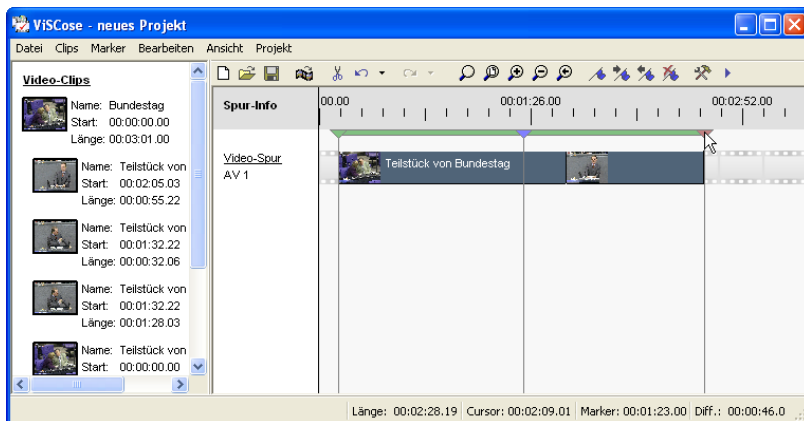 ViSCose - neues Projekt
Datei Clips Marker Bearbeiten Ansicht Projekt
Video-Clips
Name: Bundestag
Start: 00:00:00.00
Länge: 00:03:01.00
Name: Teilstück von
Start: 00:02:05.03
Länge: 00:00:55.22
Name: Teilstück von
Start: 00:01:32.22
Länge: 00:00:32.06
Name: Teilstück von
Start: 00:01:32.22
Länge: 00:01:28.03
Name: Teilstück von
Start: 00:00:00.00
Spur-Info
00.00 00:01:26.00 00:02:52.00
Video-Spur
AV 1
Teilstück von Bundestag
Länge: 00:02:28.19 Cursor: 00:02:09.01 Marker: 00:01:23.00 Diff.: 00:00:46.0